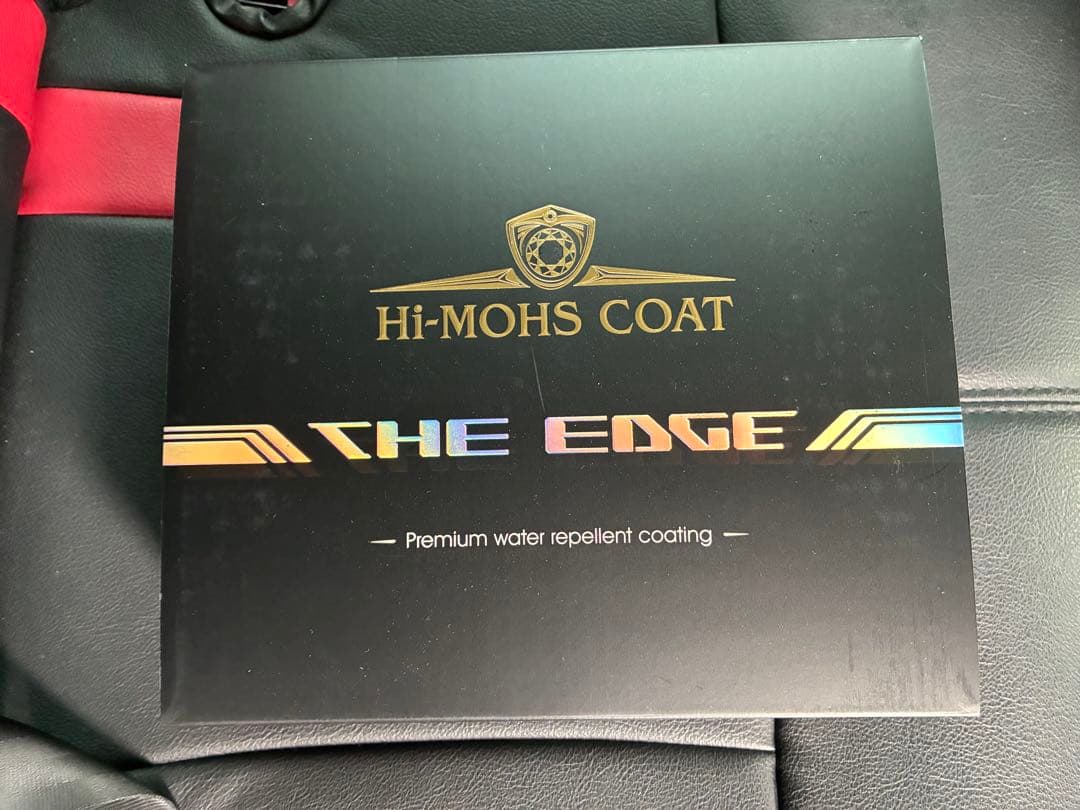 Hi-MOHS COAT
THE EDGE
Premium water repellent coating